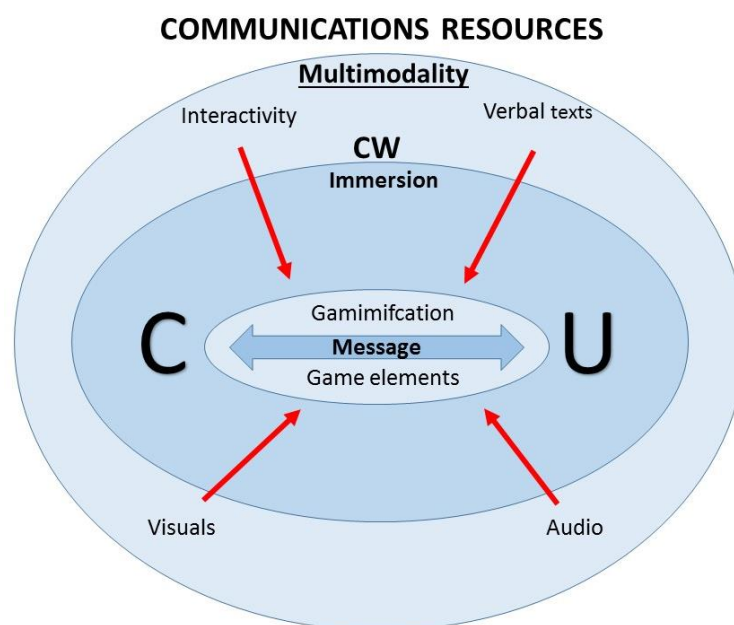 COMMUNICATIONS RESOURCES
Multimodality
Interactivity
Verbal texts
CW
Immersion
C
U
Gamimifcation
Message
Game elements
Visuals
Audio